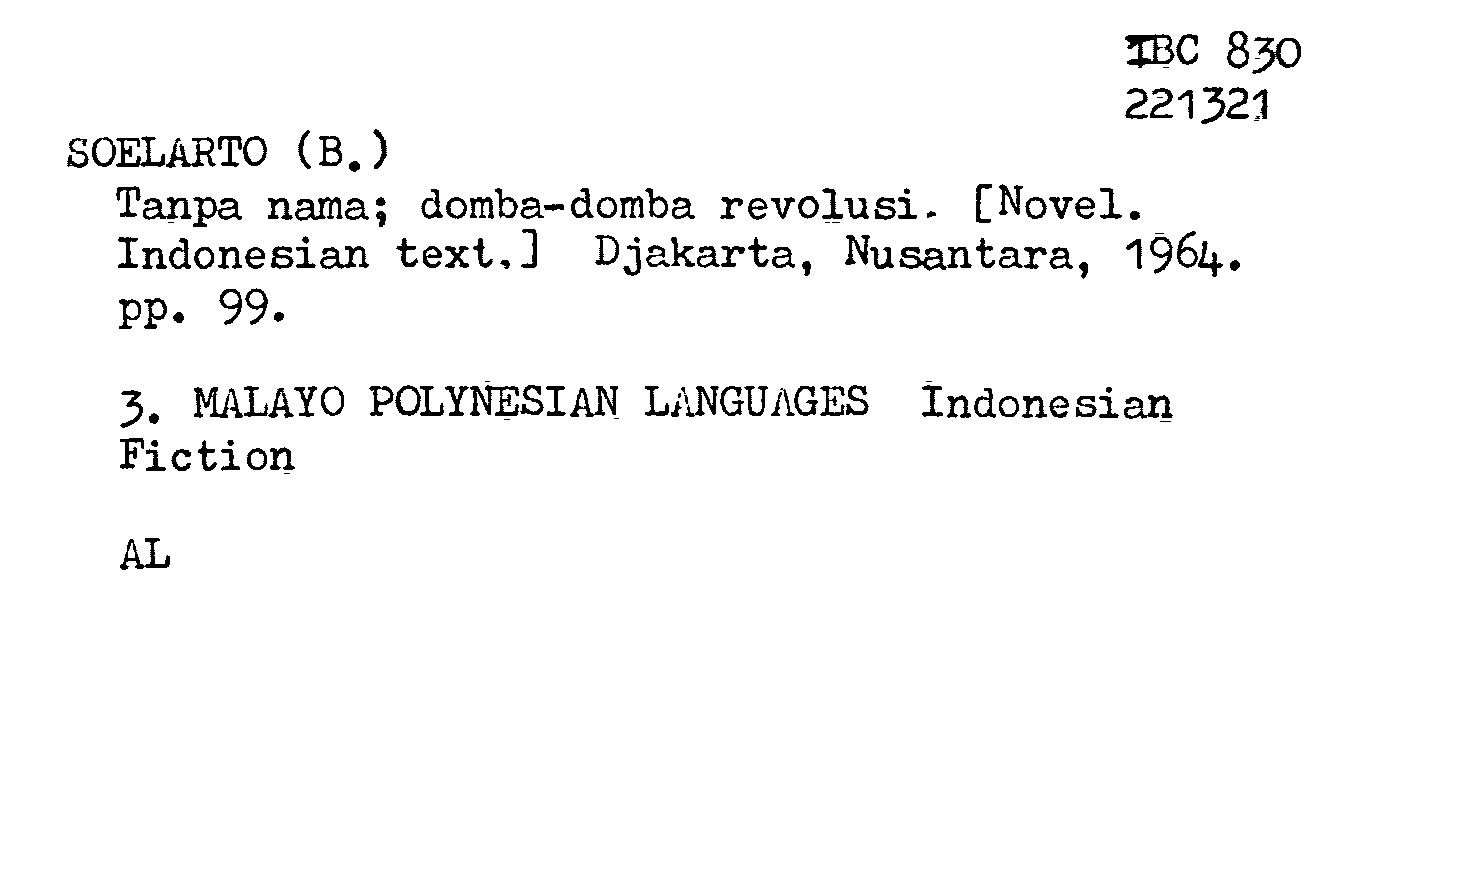 IBC 830
221321
SOELARTO (B.)
Tanpa nama; domba-domba revolusi. [Novel.
Indonesian text.] Djakarta, Nusantara, 1964.
pp. 99.
3. MALAYO POLYNESIAN LANGUAGES Indonesian
Fiction
AL